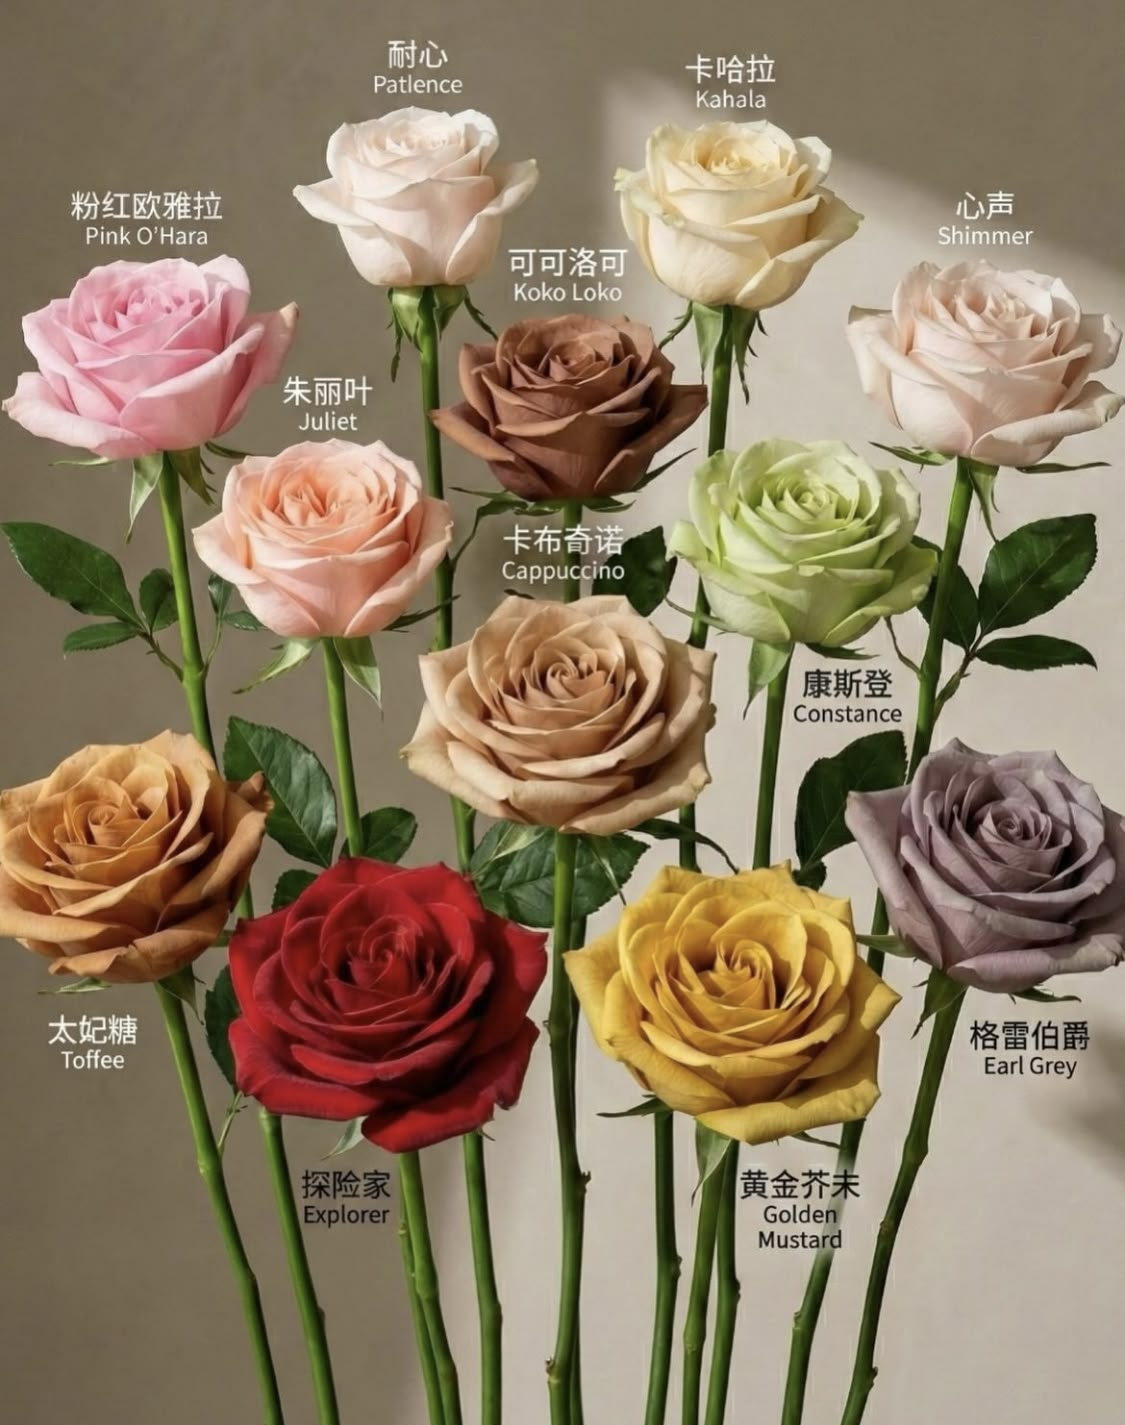 耐心
Patlence
卡哈拉
Kahala
粉红欧雅拉
Pink O'Hara
心声
Shimmer
可可洛可
Koko Loko
朱丽叶
Juliet
卡布奇诺
Cappuccino
康斯登
Constance
太妃糖
Toffee
格雷伯爵
Earl Grey
探险家
Explorer
黄金芥末
Golden
Mustard